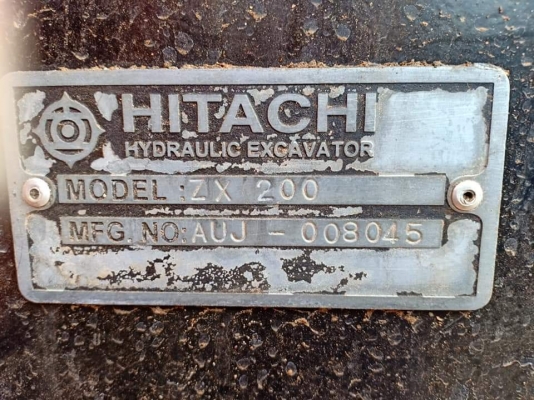 HITACHI
HYDRAULIC EXCAVATOR
MODEL : ZX 200
MFG NO: AUJ - 008045